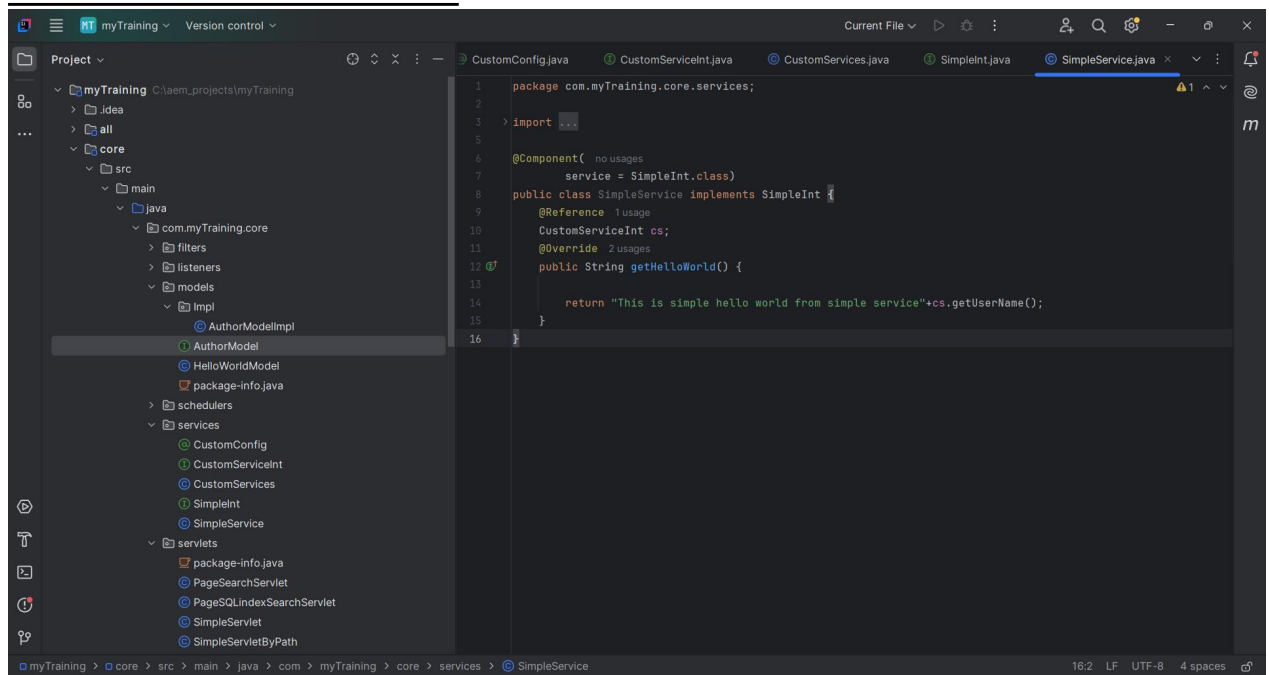 MT myTraining Version control Current File
Project
myTraining C:\aem_projects\myTraining
.idea
all
core
src
main
java
com.myTraining.core
filters
listeners
models
Impl
AuthorModelImpl
AuthorModel
HelloWorldModel
package-info.java
schedulers
services
CustomConfig
CustomServiceInt
CustomServices
SimpleInt
SimpleService
servlets
package-info.java
PageSearchServlet
PageSQLindexSearchServlet
SimpleServlet
SimpleServletByPath
CustomConfig.java CustomServiceInt.java CustomServices.java SimpleInt.java SimpleService.java
1 package com.myTraining.core.services;
2
3 import ...
5
6 @Component( no usages
7 service = SimpleInt.class)
8 public class SimpleService implements SimpleInt {
9 @Reference 1 usage
10 CustomServiceInt cs;
11 @Override 2 usages
12 public String getHelloWorld() {
13
14 return "This is simple hello world from simple service"+cs.getUserName();
15 }
16 }
1
m
myTraining > core > src > main > java > com > myTraining > core > services > SimpleService 16:2 LF UTF-8 4 spaces